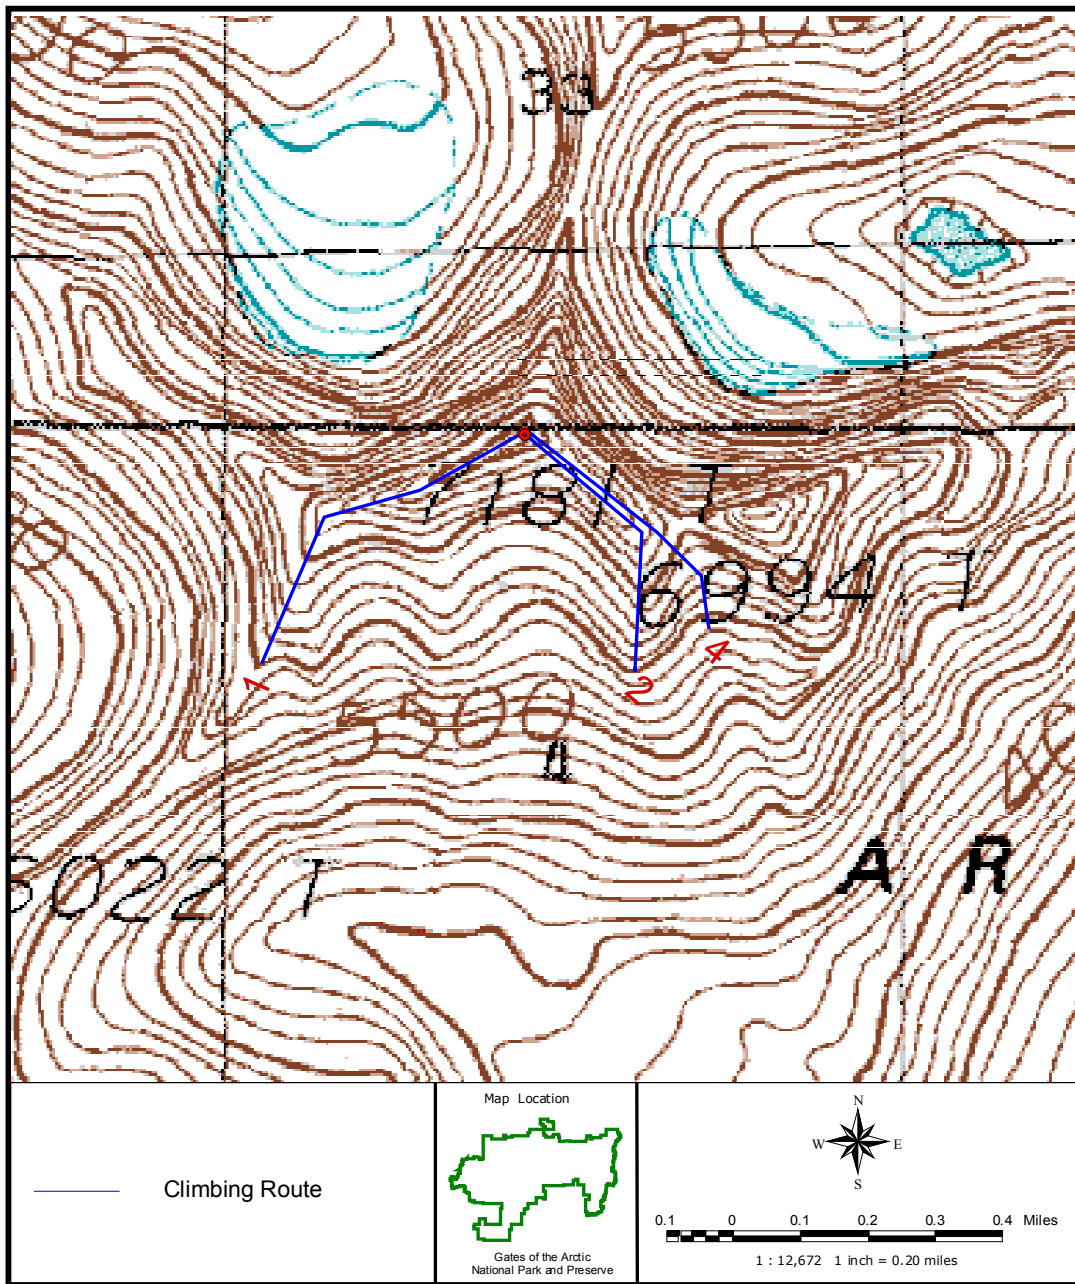 33
7181 T
6994 T
1
2
4
5500
4
5022 T
A R
Climbing Route
Map Location
Gates of the Arctic
National Park and Preserve
N
W E
S
0.1 0 0.1 0.2 0.3 0.4 Miles
1 : 12,672 1 inch = 0.20 miles